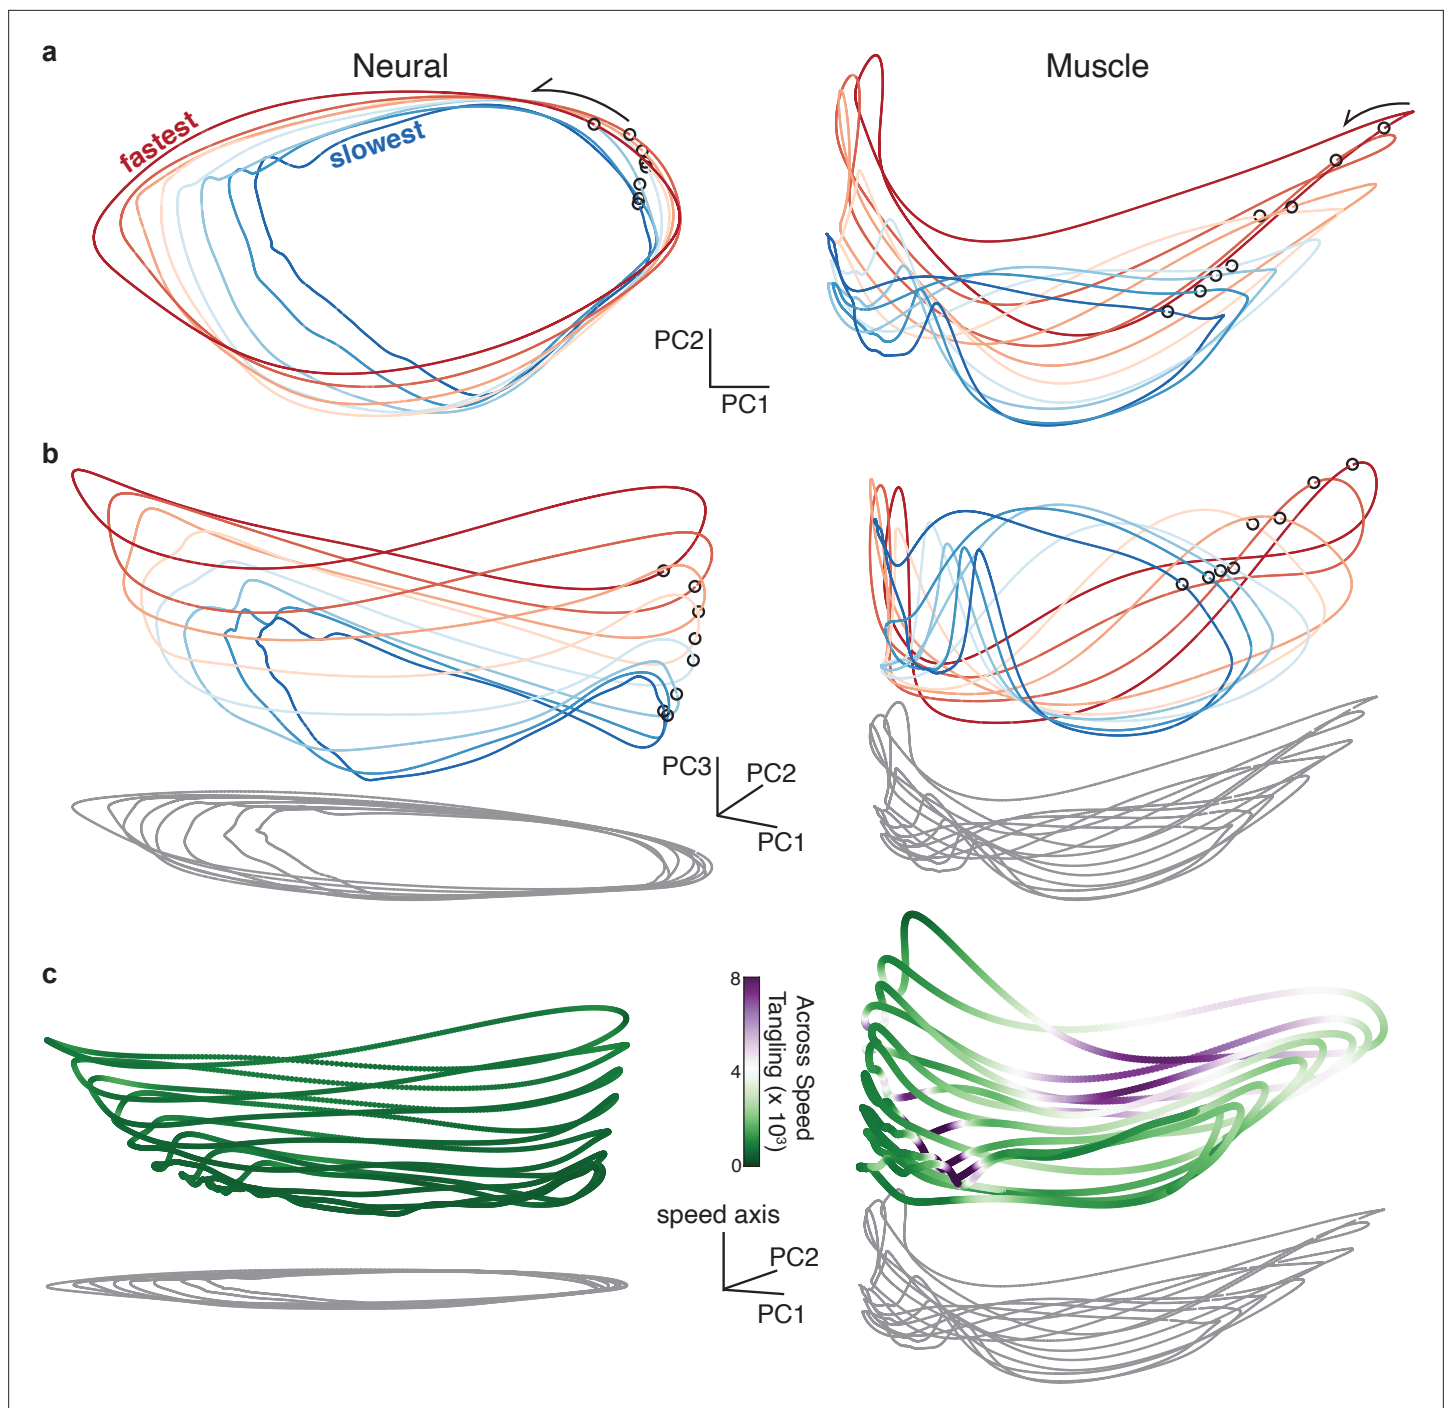 a
Neural
Muscle
fastest
slowest
PC2
PC1
b
PC3
PC2
PC1
c
8
4
0
Across Speed
Tangling (x 10³)
speed axis
PC2
PC1